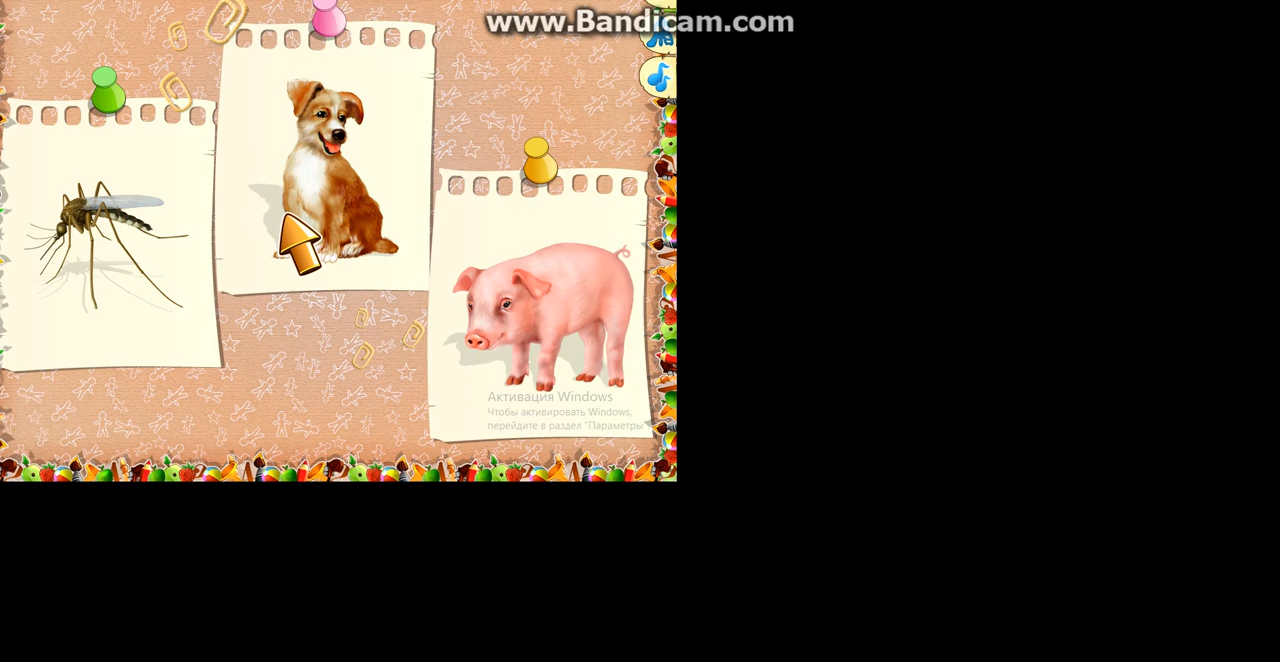 www.Bandicam.com
Активация Windows
Чтобы активировать Windows,
перейдите в раздел "Параметры